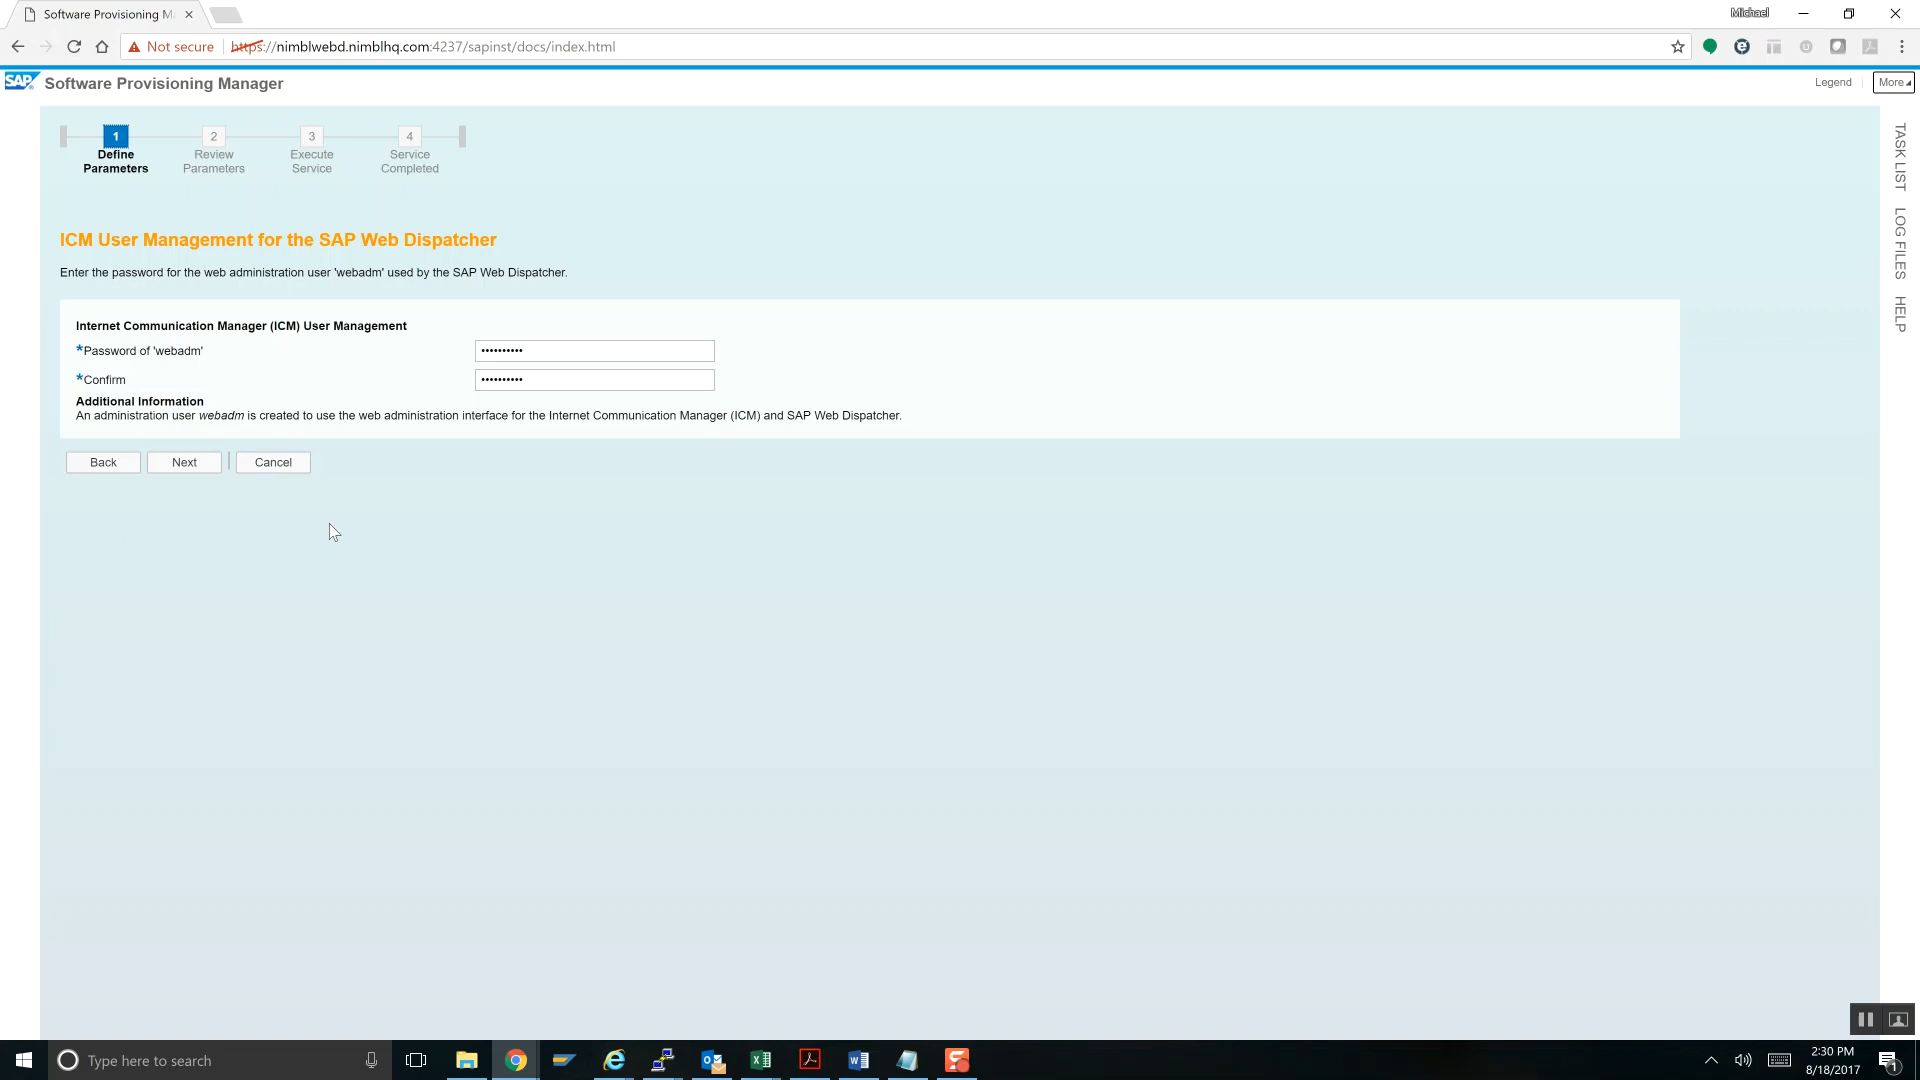 Software Provisioning Ma
Michael
Not secure
https://nimblwebd.nimblhq.com:4237/sapinst/docs/index.html
SAP Software Provisioning Manager
Legend
More
1
2
3
4
Define Parameters
Review Parameters
Execute Service
Service Completed
TASK LIST
LOG FILES
HELP
ICM User Management for the SAP Web Dispatcher
Enter the password for the web administration user 'webadm' used by the SAP Web Dispatcher.
Internet Communication Manager (ICM) User Management
*Password of 'webadm'
••••••••••
*Confirm
••••••••••
Additional Information
An administration user webadm is created to use the web administration interface for the Internet Communication Manager (ICM) and SAP Web Dispatcher.
Back
Next
Cancel
Type here to search
2:30 PM
8/18/2017
1